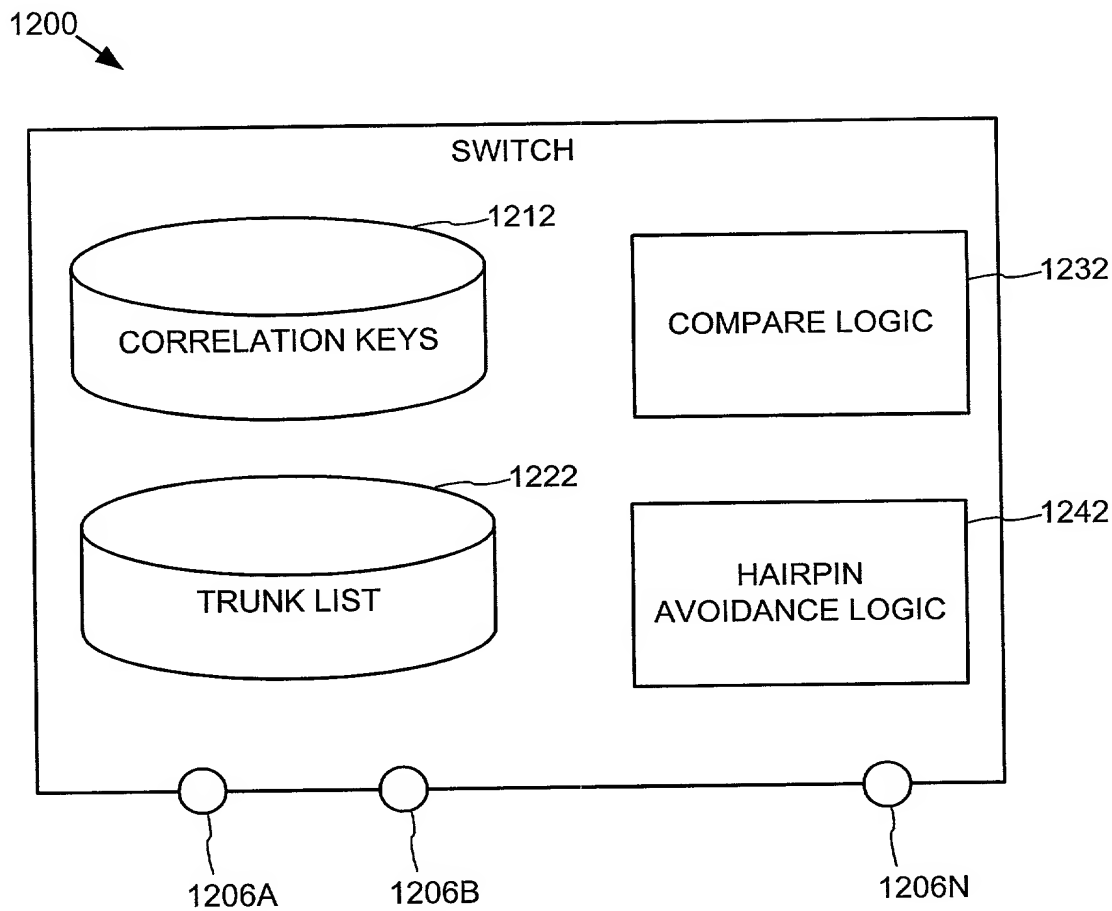 1200
SWITCH
1212
CORRELATION KEYS
1232
COMPARE LOGIC
1222
TRUNK LIST
1242
HAIRPIN
AVOIDANCE LOGIC
1206A
1206B
1206N